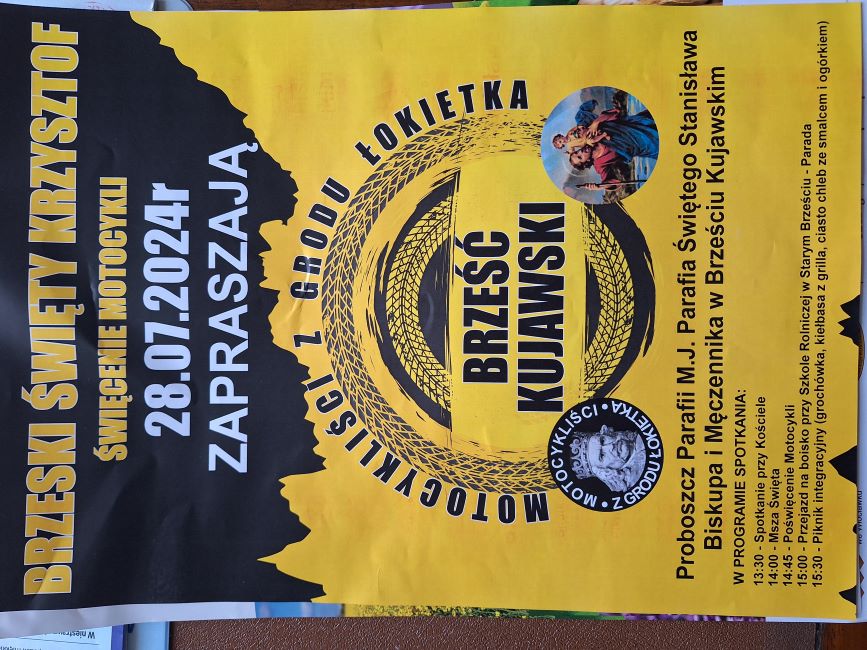 BRZESKI ŚWIĘTY KRZYSZTOF
ŚWIĘCENIE MOTOCYKLI
28.07.2024r
ZAPRASZAJĄ
MOTOCYKLIŚCI Z GRODU ŁOKIETKA
BRZEŚĆ
KUJAWSKI
MOTOCYKLIŚCI • Z GRODU ŁOKIETKA •
Proboszcz Parafii M.J. Parafia Świętego Stanisława
Biskupa i Męczennika w Brześciu Kujawskim
W PROGRAMIE SPOTKANIA:
13:30 - Spotkanie przy Kościele
14:00 - Msza Święta
14:45 - Poświęcenie Motocykli
15:00 - Przejazd na boisko przy Szkole Rolniczej w Starym Brześciu - Parada
15:30 - Piknik integracyjny (grochówka, kiełbasa z grilla, ciasto chleb ze smalcem i ogórkiem)
we Włocławku
W niestrawn